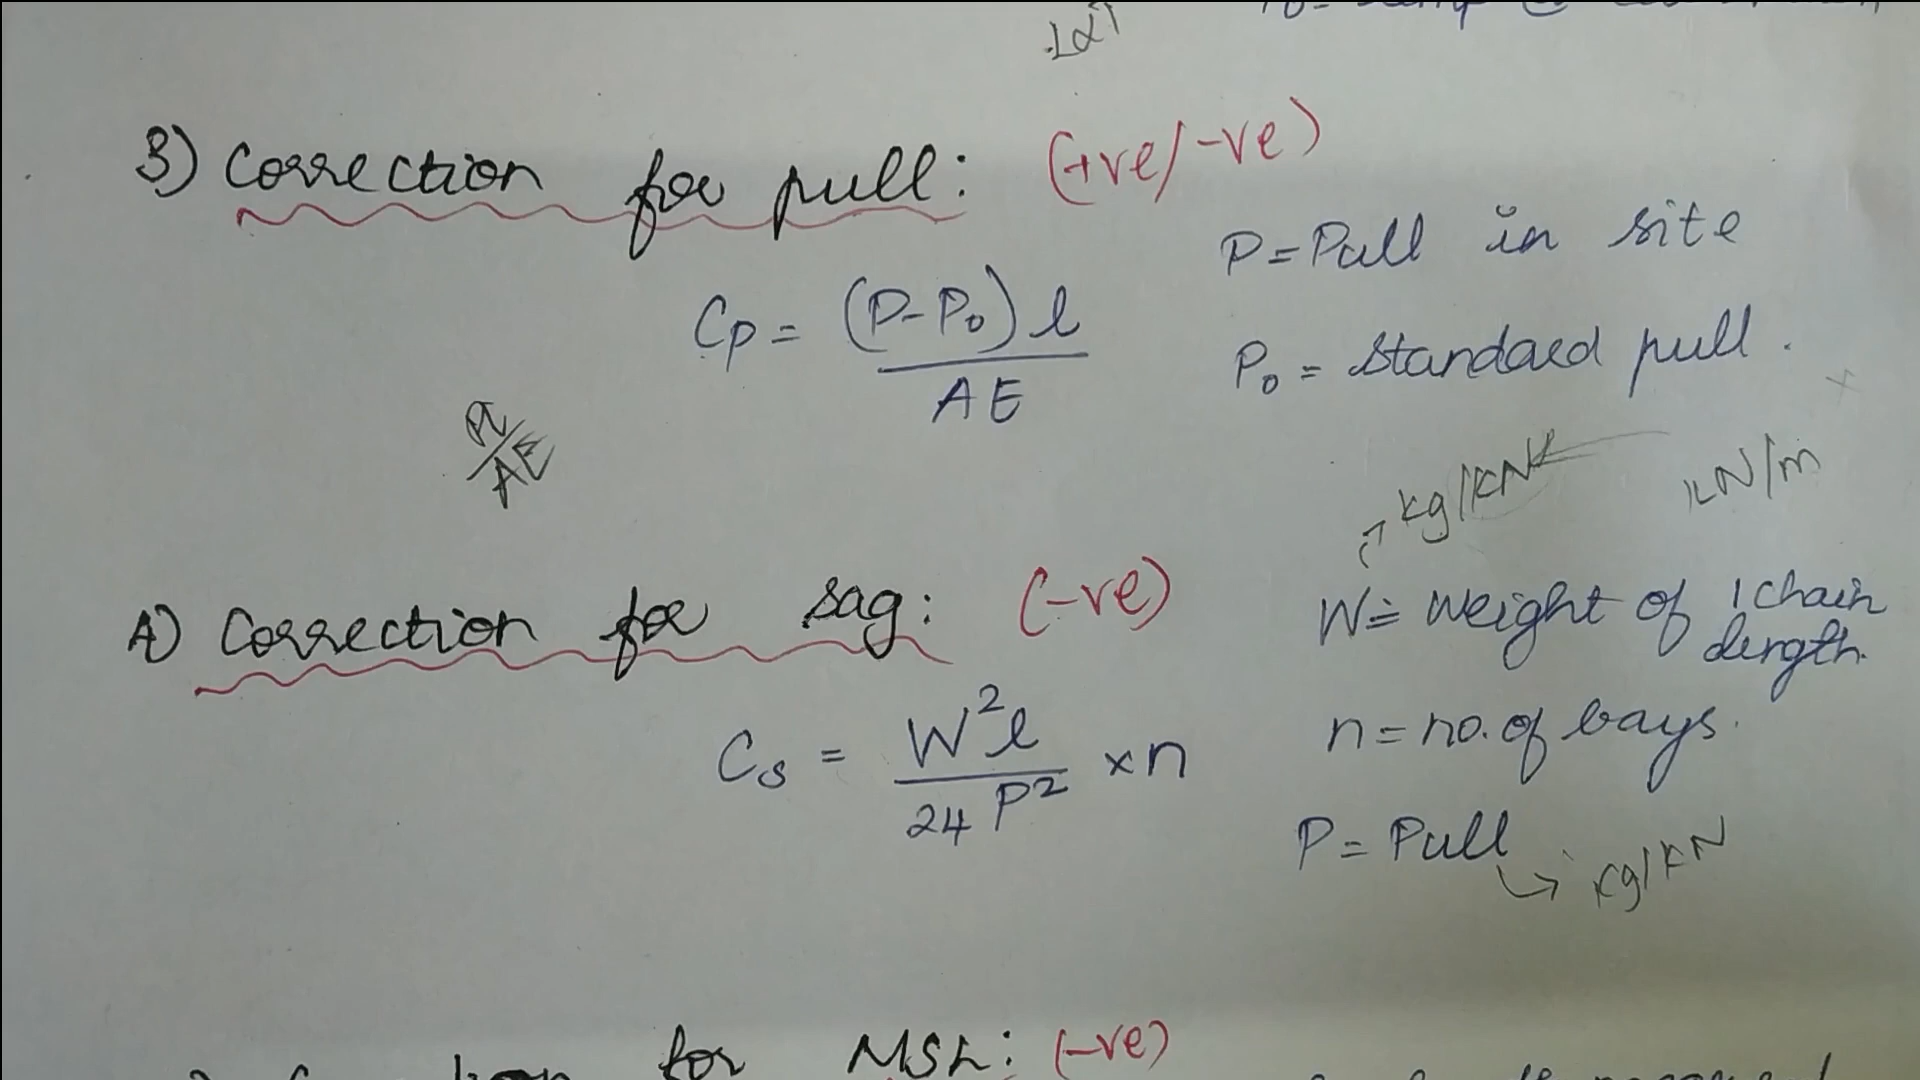 3) Correction for pull: (+ve/-ve)
P = Pull in site
Cp = (P-P₀) l
AE
P₀ = Standard pull.
Pl
AE
kg/KN
KN/m
4) Correction for sag: (-ve)
W = Weight of 1 chain
length.
Cs = W²l
24 P² × n
n = no. of bays.
P = Pull
→ kg/KN
for MSL: (-ve)